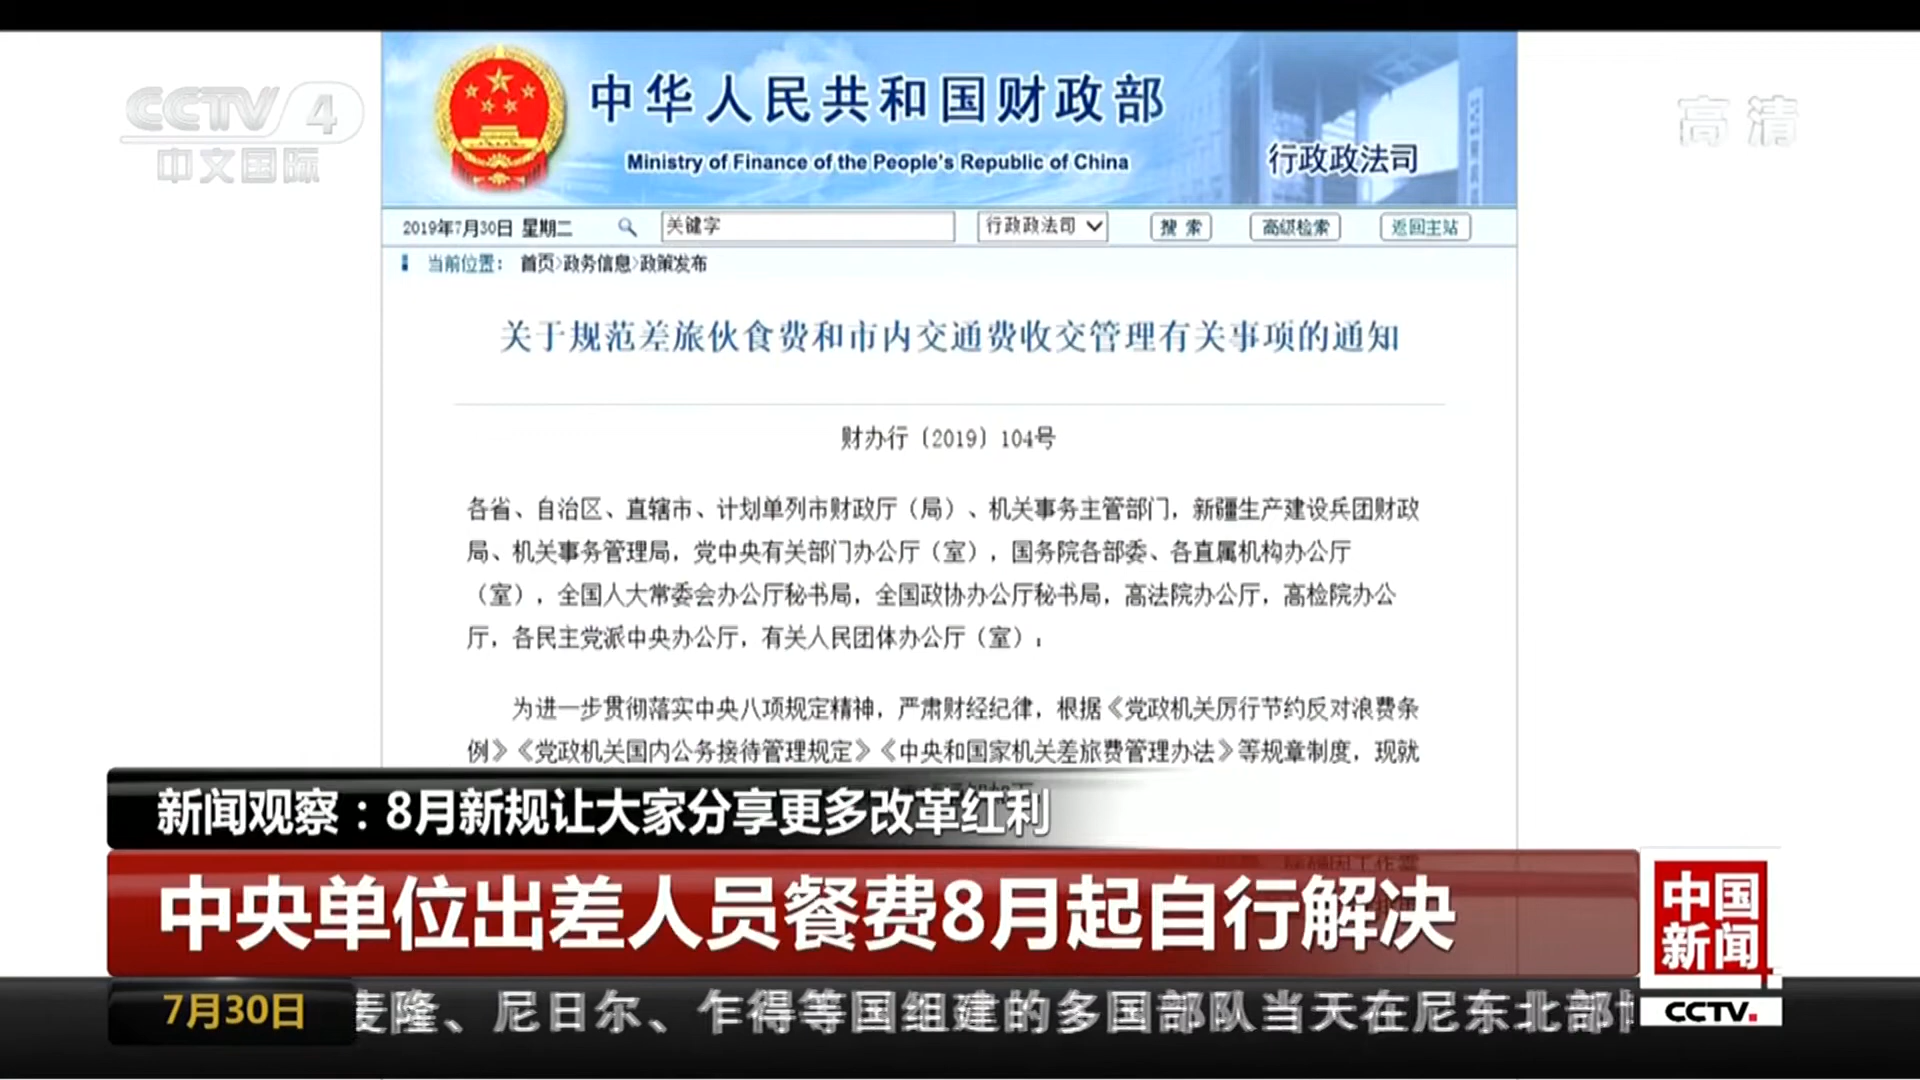 CCTV 4
中文国际
高清
中华人民共和国财政部
Ministry of Finance of the People's Republic of China
行政政法司
2019年7月30日 星期二 关键字 行政政法司 搜 索 高级检索 返回主站
当前位置： 首页>政务信息>政策发布
关于规范差旅伙食费和市内交通费收交管理有关事项的通知
财办行〔2019〕104号
各省、自治区、直辖市、计划单列市财政厅（局）、机关事务主管部门，新疆生产建设兵团财政
局、机关事务管理局，党中央有关部门办公厅（室），国务院各部委、各直属机构办公厅
（室），全国人大常委会办公厅秘书局，全国政协办公厅秘书局，高法院办公厅，高检院办公
厅，各民主党派中央办公厅，有关人民团体办公厅（室）：
为进一步贯彻落实中央八项规定精神，严肃财经纪律，根据《党政机关厉行节约反对浪费条
例》《党政机关国内公务接待管理规定》《中央和国家机关差旅费管理办法》等规章制度，现就
新闻观察：8月新规让大家分享更多改革红利
中央单位出差人员餐费8月起自行解决
中国
新闻
CCTV.
7月30日
麦隆、尼日尔、乍得等国组建的多国部队当天在尼东北部